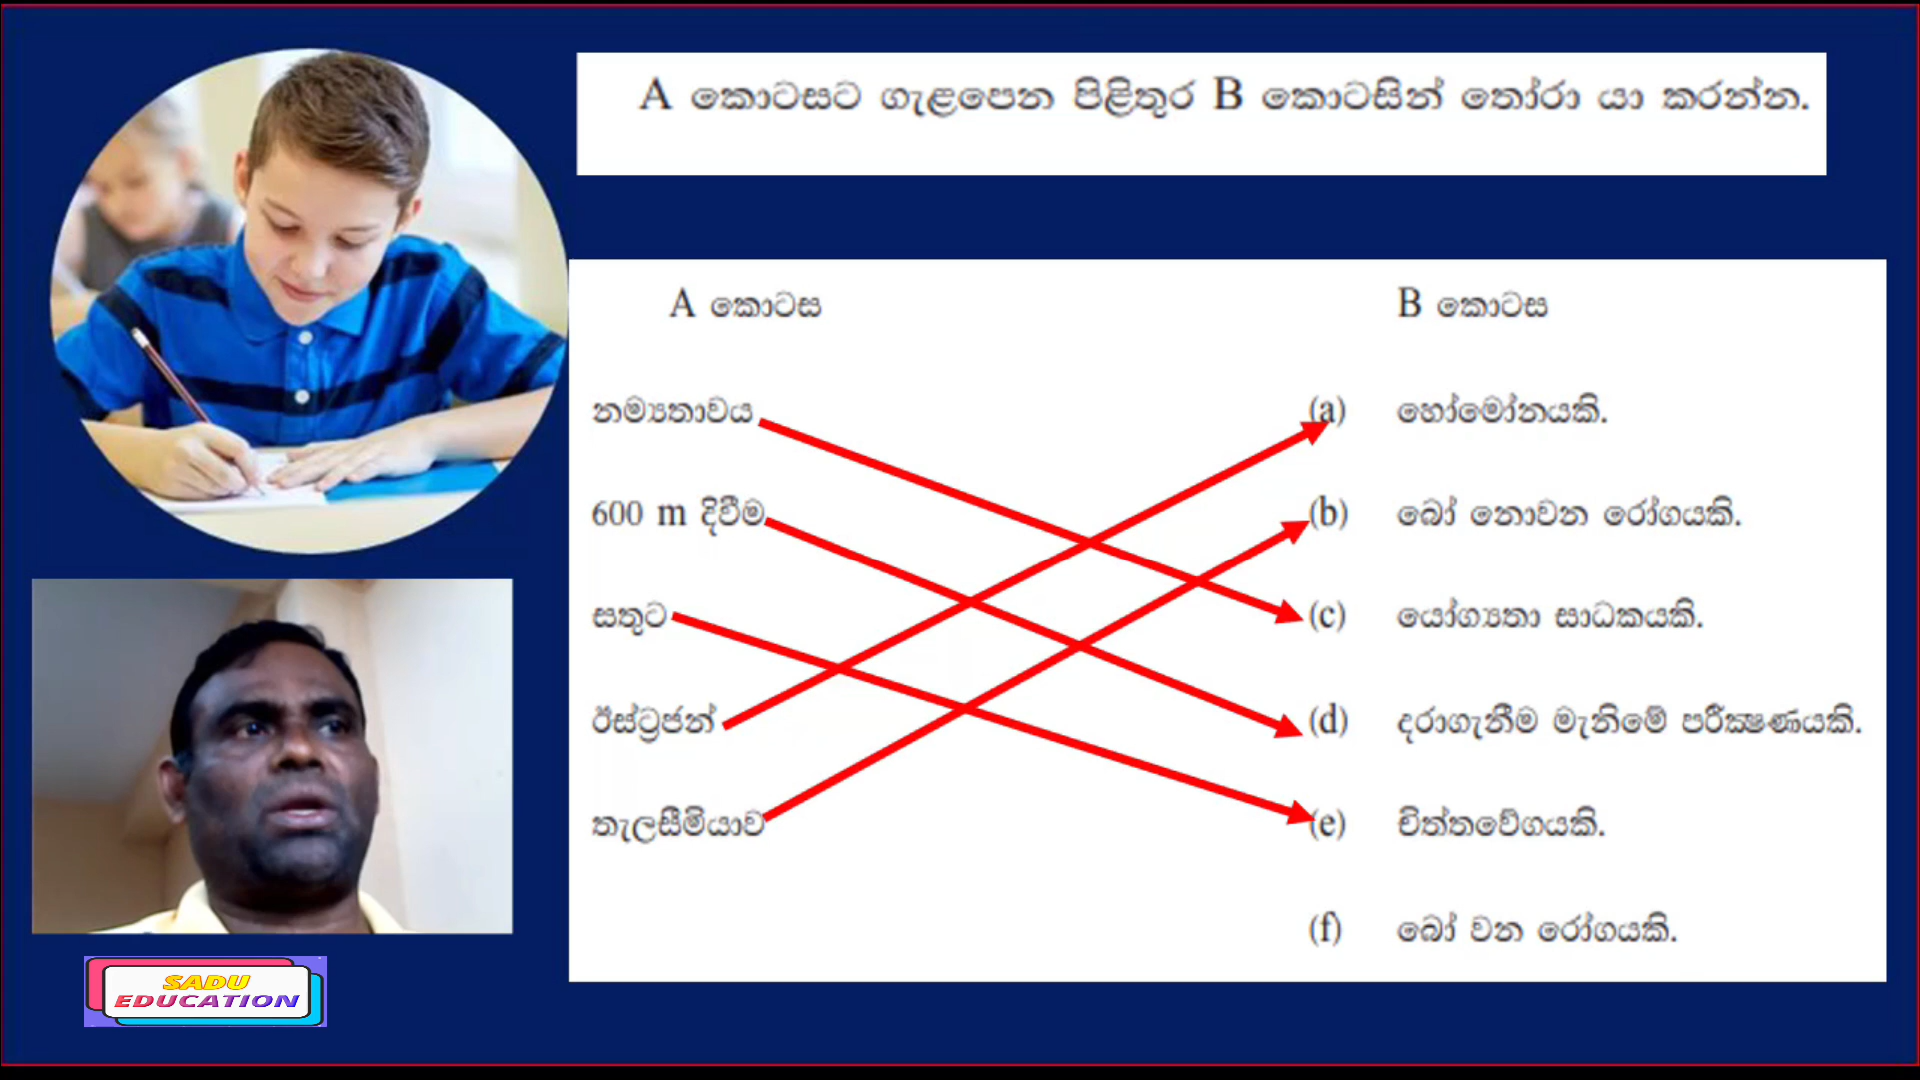 A කොටසට ගැළපෙන පිළිතුර B කොටසින් තෝරා යා කරන්න.
A කොටස B කොටස
නම්‍යතාවය (a) හෝමෝනයකි.
600 m දිවීම (b) බෝ නොවන රෝගයකි.
සතුට (c) යෝග්‍යතා සාධකයකි.
ඊස්ට්‍රජන් (d) දරාගැනීම මැනිමේ පරීක්‍ෂණයකි.
තැලසීමියාව (e) චිත්තවේගයකි.
(f) බෝ වන රෝගයකි.
SADU
EDUCATION